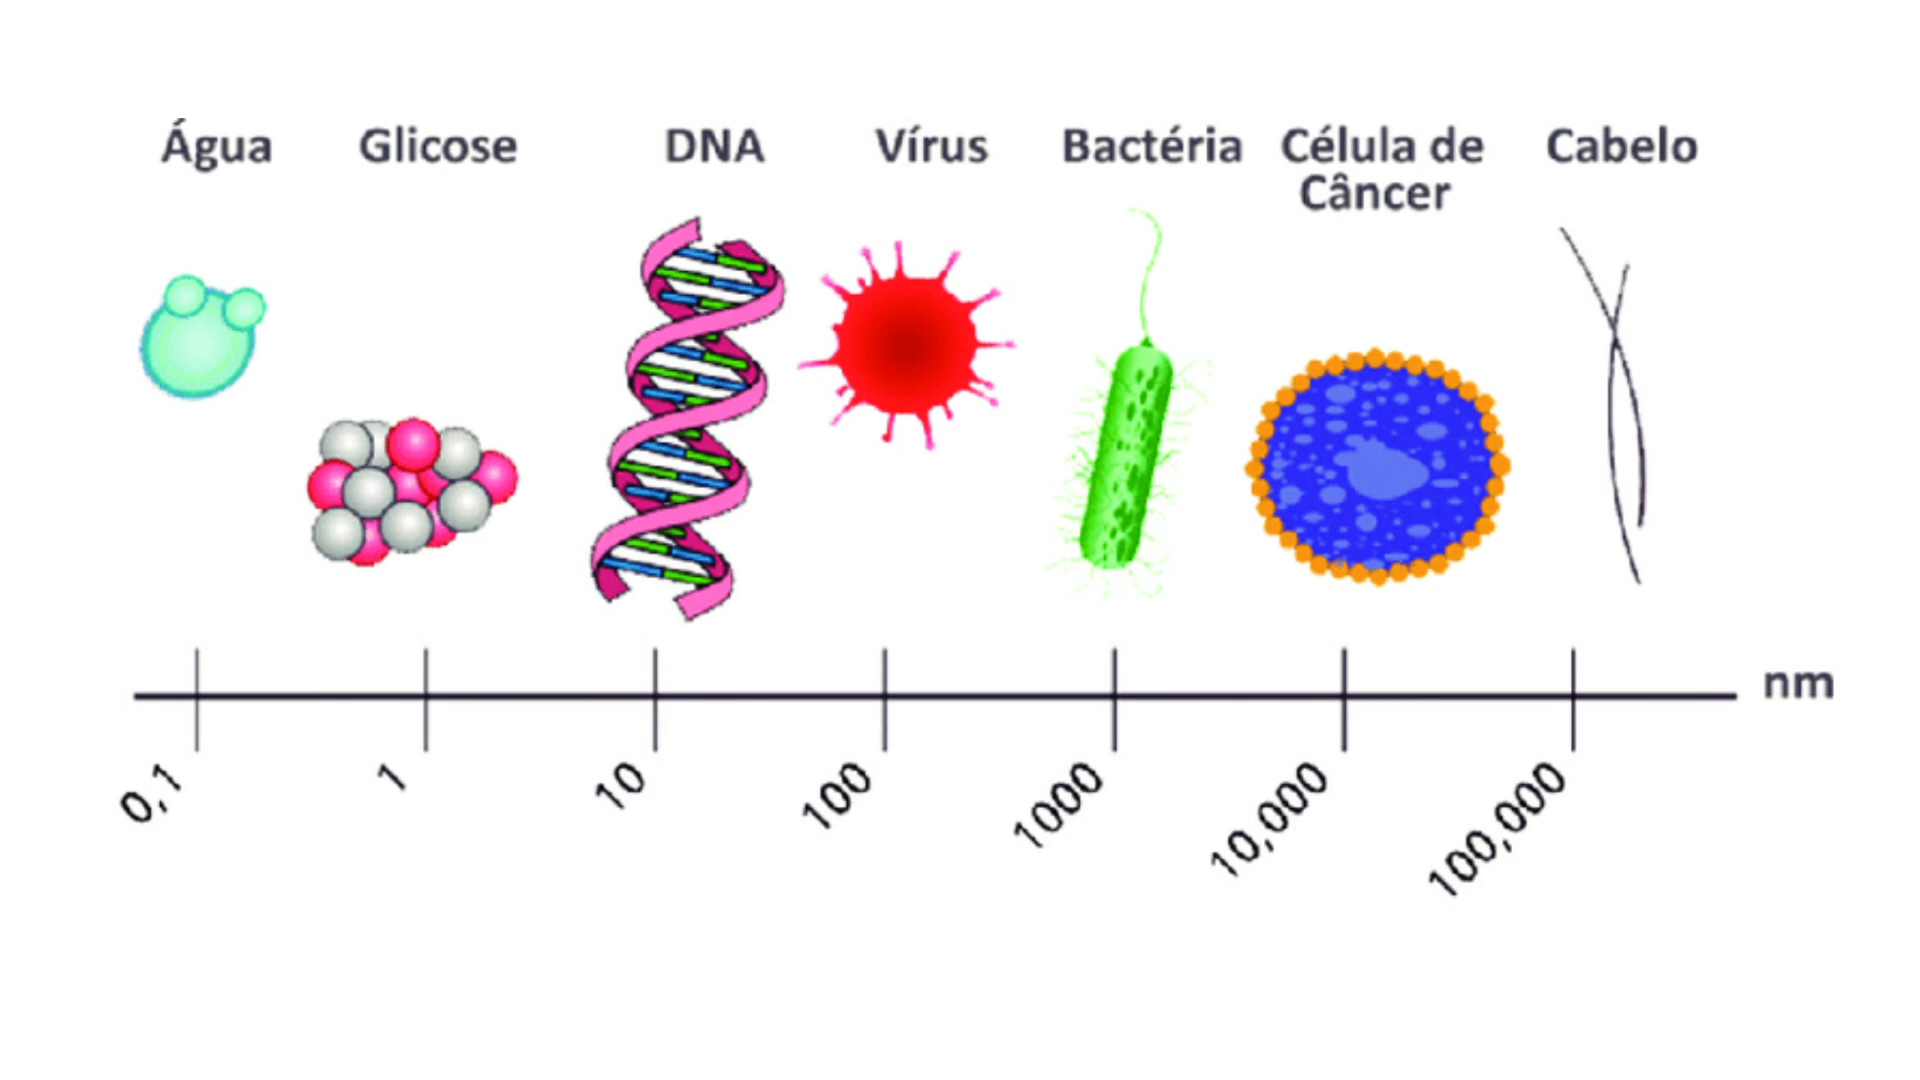 Água Glicose DNA Vírus Bactéria Célula de Câncer Cabelo
nm
0,1 1 10 100 1000 10,000 100,000